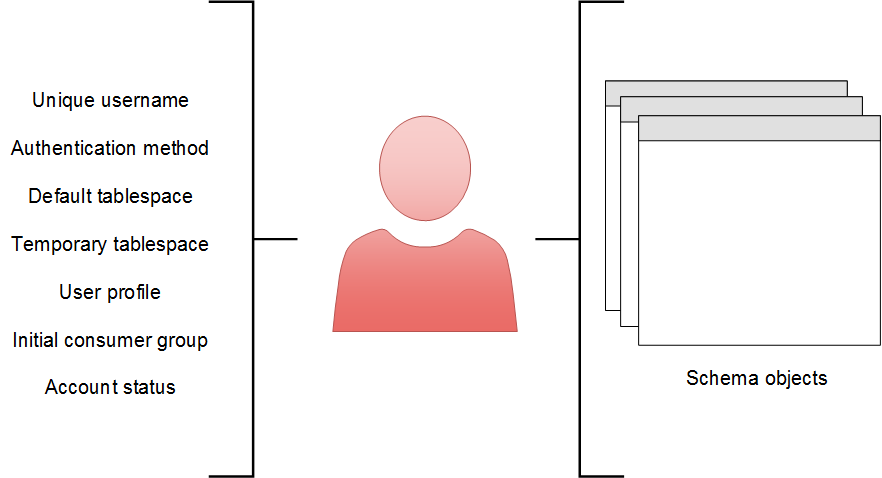 Unique username
Authentication method
Default tablespace
Temporary tablespace
User profile
Initial consumer group
Account status
Schema objects